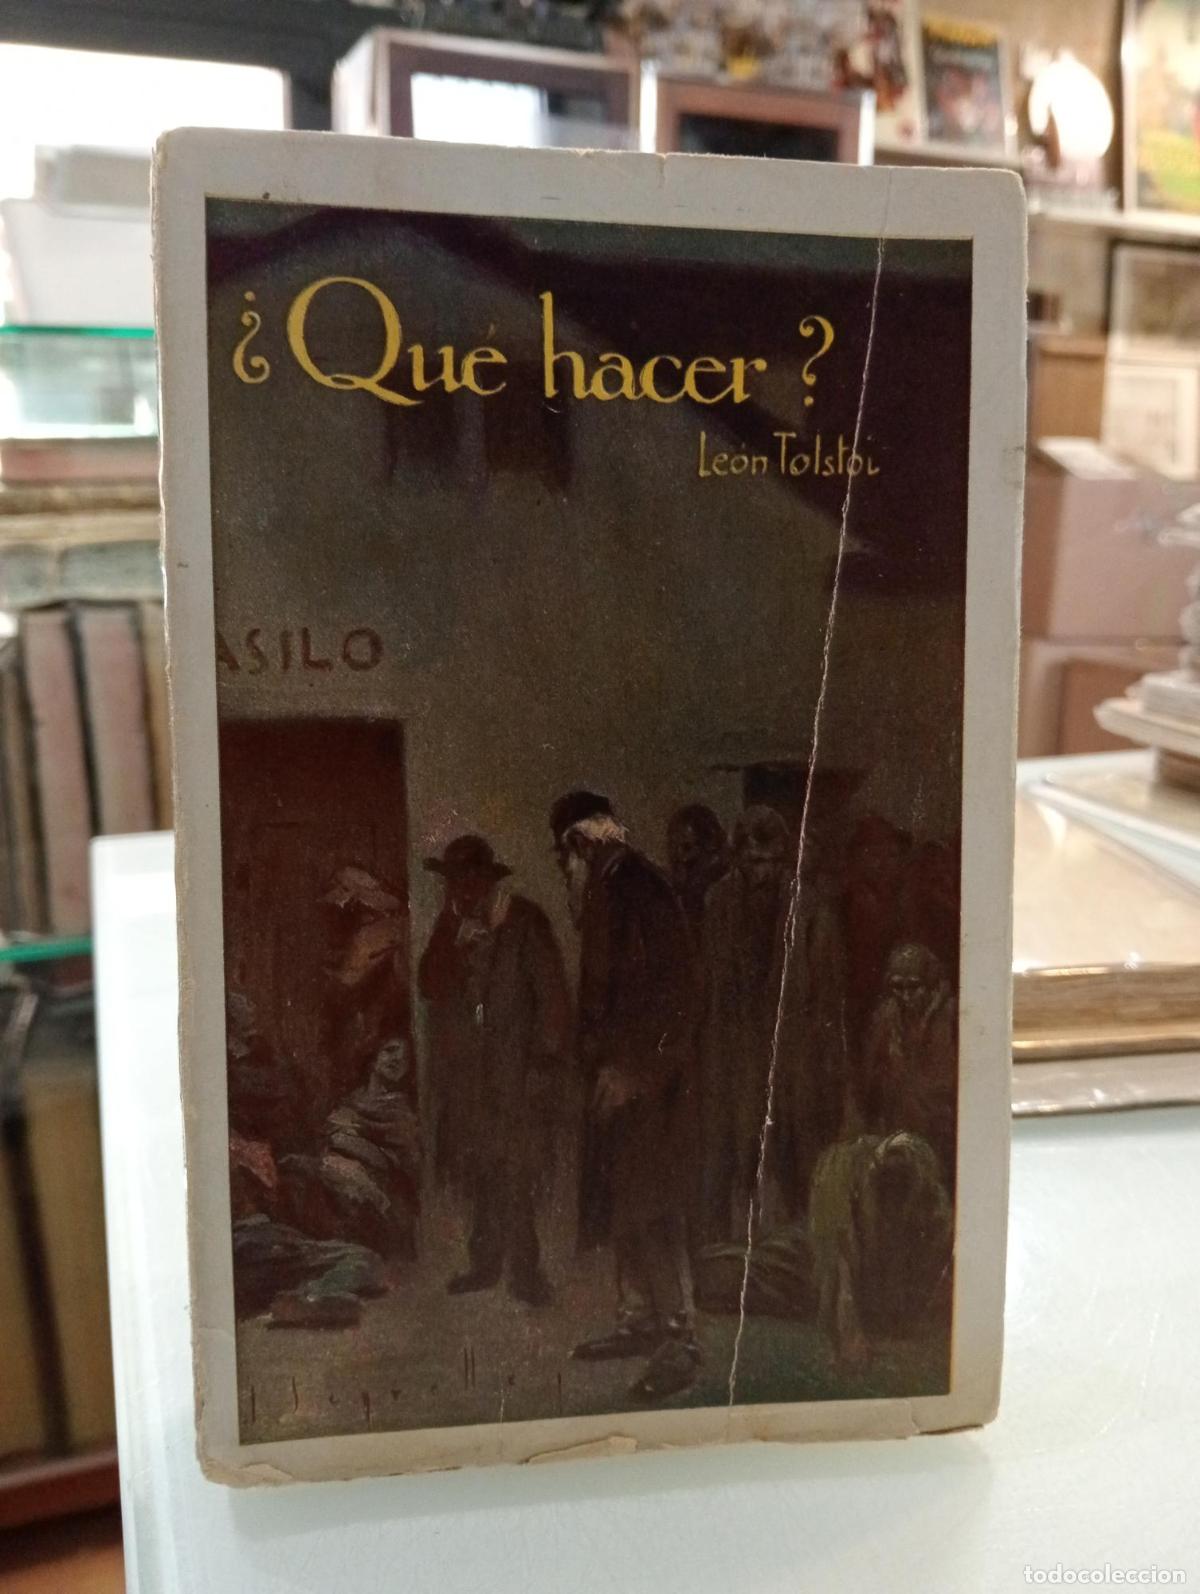 ¿Qué hacer?
León Tolstoi
ASILO
todocoleccion